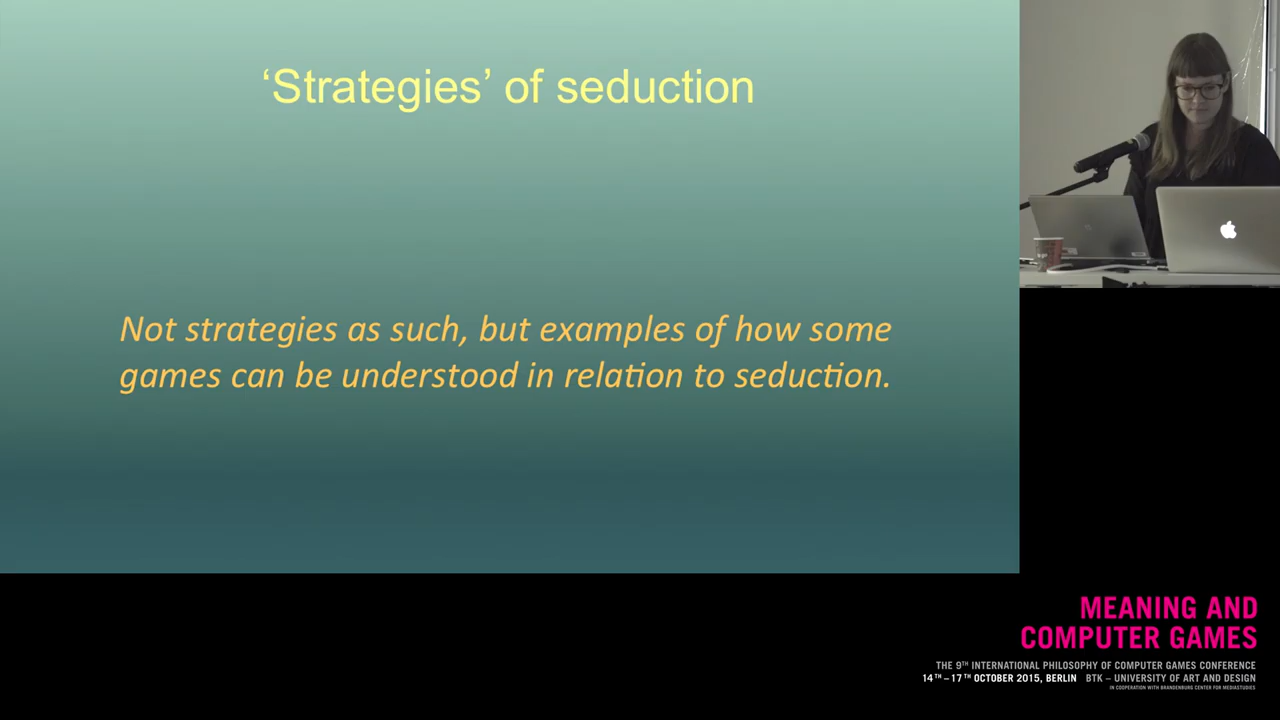 ‘Strategies’ of seduction
Not strategies as such, but examples of how some
games can be understood in relation to seduction.
MEANING AND
COMPUTER GAMES
THE 9TH INTERNATIONAL PHILOSOPHY OF COMPUTER GAMES CONFERENCE
14TH – 17TH OCTOBER 2015, BERLIN BTK – UNIVERSITY OF ART AND DESIGN
IN COOPERATION WITH BRANDENBURG CENTER FOR MEDIASTUDIES